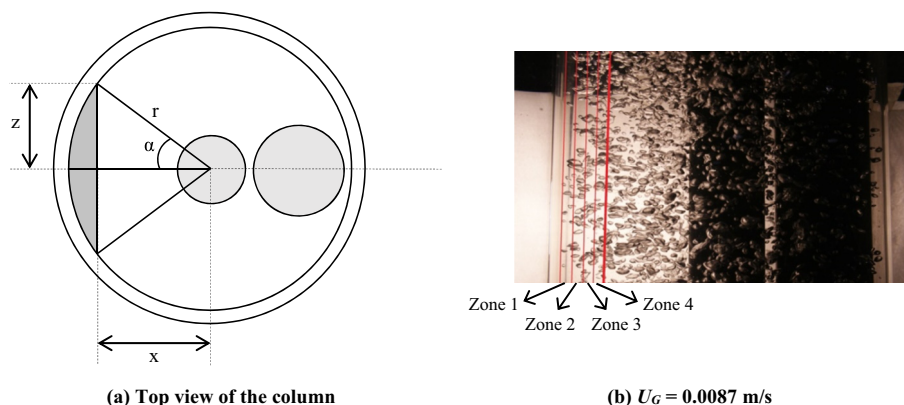 z
r
α
x
Zone 1
Zone 2
Zone 3
Zone 4
(a) Top view of the column
(b) U_G = 0.0087 m/s